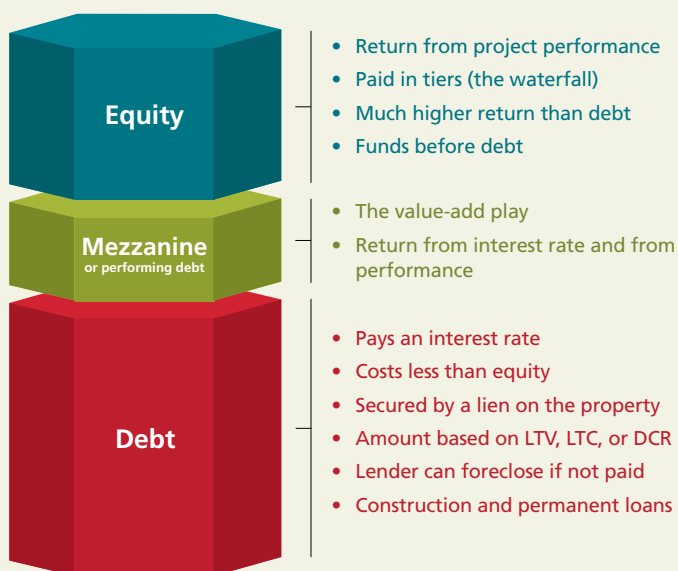 Equity
• Return from project performance
• Paid in tiers (the waterfall)
• Much higher return than debt
• Funds before debt
Mezzanine
or performing debt
• The value-add play
• Return from interest rate and from
performance
Debt
• Pays an interest rate
• Costs less than equity
• Secured by a lien on the property
• Amount based on LTV, LTC, or DCR
• Lender can foreclose if not paid
• Construction and permanent loans